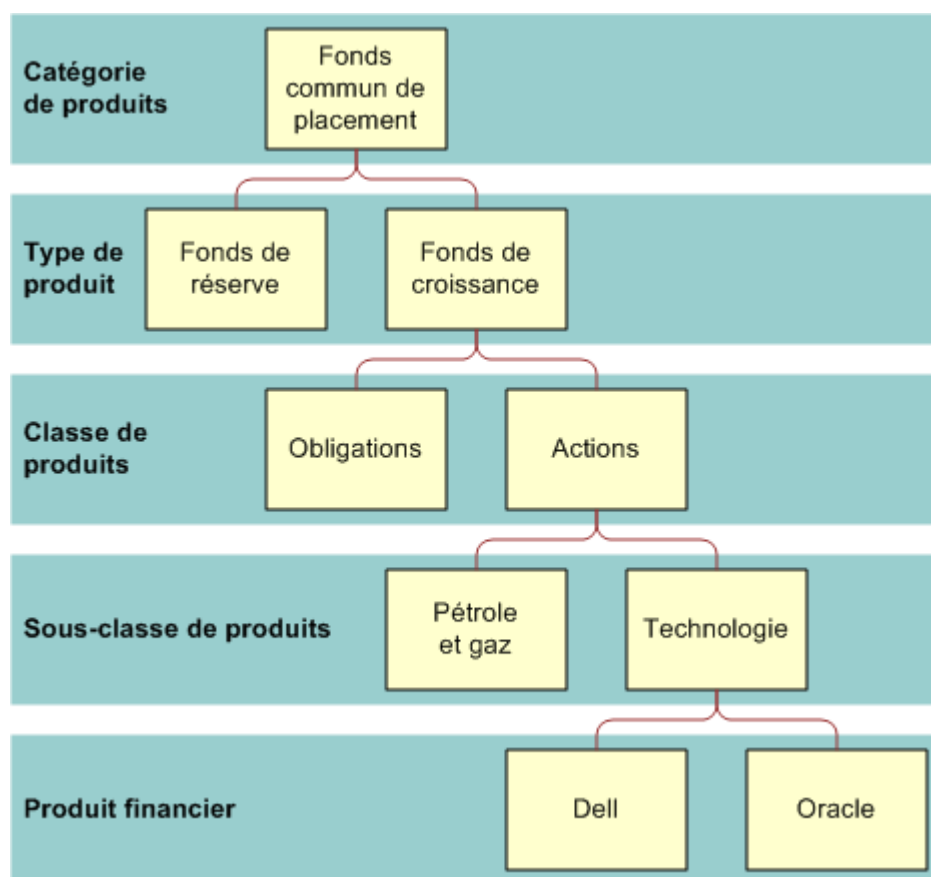 Catégorie
de produits
Fonds
commun de
placement
Type de
produit
Fonds de
réserve
Fonds de
croissance
Classe de
produits
Obligations
Actions
Sous-classe de produits
Pétrole
et gaz
Technologie
Produit financier
Dell
Oracle